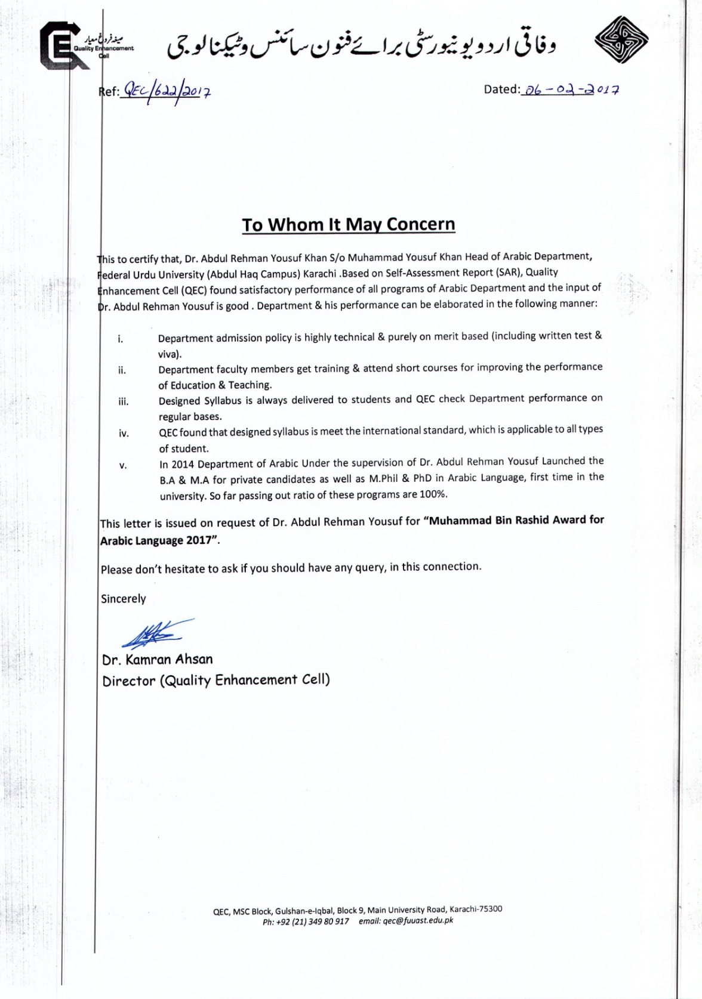 صیغہ فروغ معیار
Quality Enhancement
Cell
وفاقی اردو یونیورسٹی برائے فنون سائنس وٹیکنالوجی
Ref: QEC/622/2017
Dated: 06-02-2017
To Whom It May Concern
This to certify that, Dr. Abdul Rehman Yousuf Khan S/o Muhammad Yousuf Khan Head of Arabic Department,
Federal Urdu University (Abdul Haq Campus) Karachi .Based on Self-Assessment Report (SAR), Quality
Enhancement Cell (QEC) found satisfactory performance of all programs of Arabic Department and the input of
Dr. Abdul Rehman Yousuf is good . Department & his performance can be elaborated in the following manner:
i. Department admission policy is highly technical & purely on merit based (including written test &
viva).
ii. Department faculty members get training & attend short courses for improving the performance
of Education & Teaching.
iii. Designed Syllabus is always delivered to students and QEC check Department performance on
regular bases.
iv. QEC found that designed syllabus is meet the international standard, which is applicable to all types
of student.
v. In 2014 Department of Arabic Under the supervision of Dr. Abdul Rehman Yousuf Launched the
B.A & M.A for private candidates as well as M.Phil & PhD in Arabic Language, first time in the
university. So far passing out ratio of these programs are 100%.
This letter is issued on request of Dr. Abdul Rehman Yousuf for “Muhammad Bin Rashid Award for
Arabic Language 2017”.
Please don’t hesitate to ask if you should have any query, in this connection.
Sincerely
Dr. Kamran Ahsan
Director (Quality Enhancement Cell)
QEC, MSC Block, Gulshan-e-Iqbal, Block 9, Main University Road, Karachi-75300
Ph: +92 (21) 349 80 917 email: qec@fuuast.edu.pk